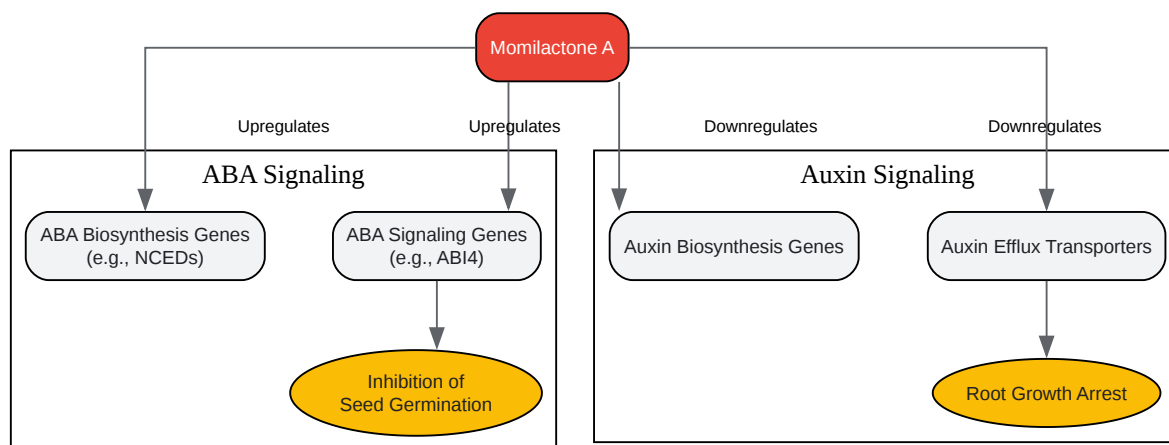 Momilactone A
Upregulates
Upregulates
Downregulates
Downregulates
ABA Signaling
Auxin Signaling
ABA Biosynthesis Genes
(e.g., NCEDs)
ABA Signaling Genes
(e.g., ABI4)
Auxin Biosynthesis Genes
Auxin Efflux Transporters
Inhibition of
Seed Germination
Root Growth Arrest